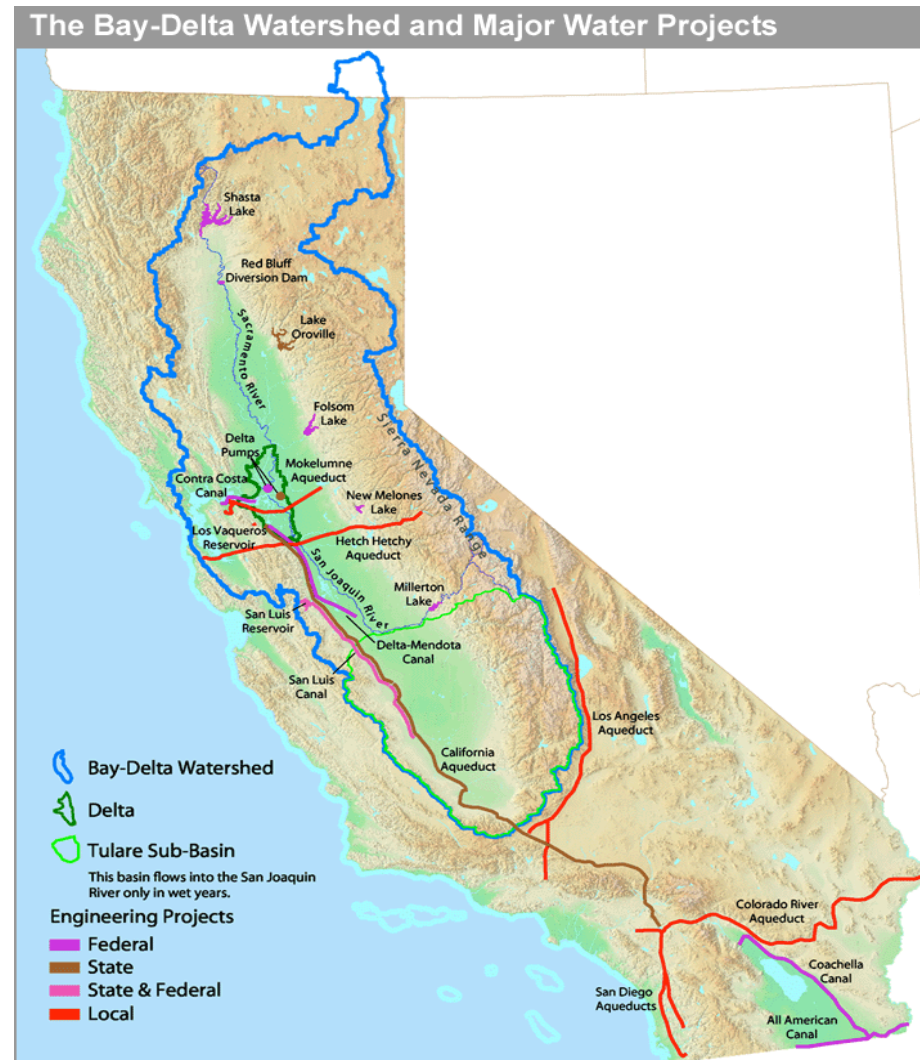 The Bay-Delta Watershed and Major Water Projects
Shasta
Lake
Red Bluff
Diversion Dam
Lake
Oroville
Sacramento River
Folsom
Lake
Delta
Pumps
Mokelumne
Aqueduct
Contra Costa
Canal
New Melones
Lake
Sierra Nevada Range
Los Vaqueros
Reservoir
Hetch Hetchy
Aqueduct
San Joaquin River
Millerton
Lake
San Luis
Reservoir
Delta-Mendota
Canal
San Luis
Canal
Los Angeles
Aqueduct
California
Aqueduct
Bay-Delta Watershed
Delta
Tulare Sub-Basin
This basin flows into the San Joaquin
River only in wet years.
Engineering Projects
Federal
State
State & Federal
Local
Colorado River
Aqueduct
Coachella
Canal
San Diego
Aqueducts
All American
Canal